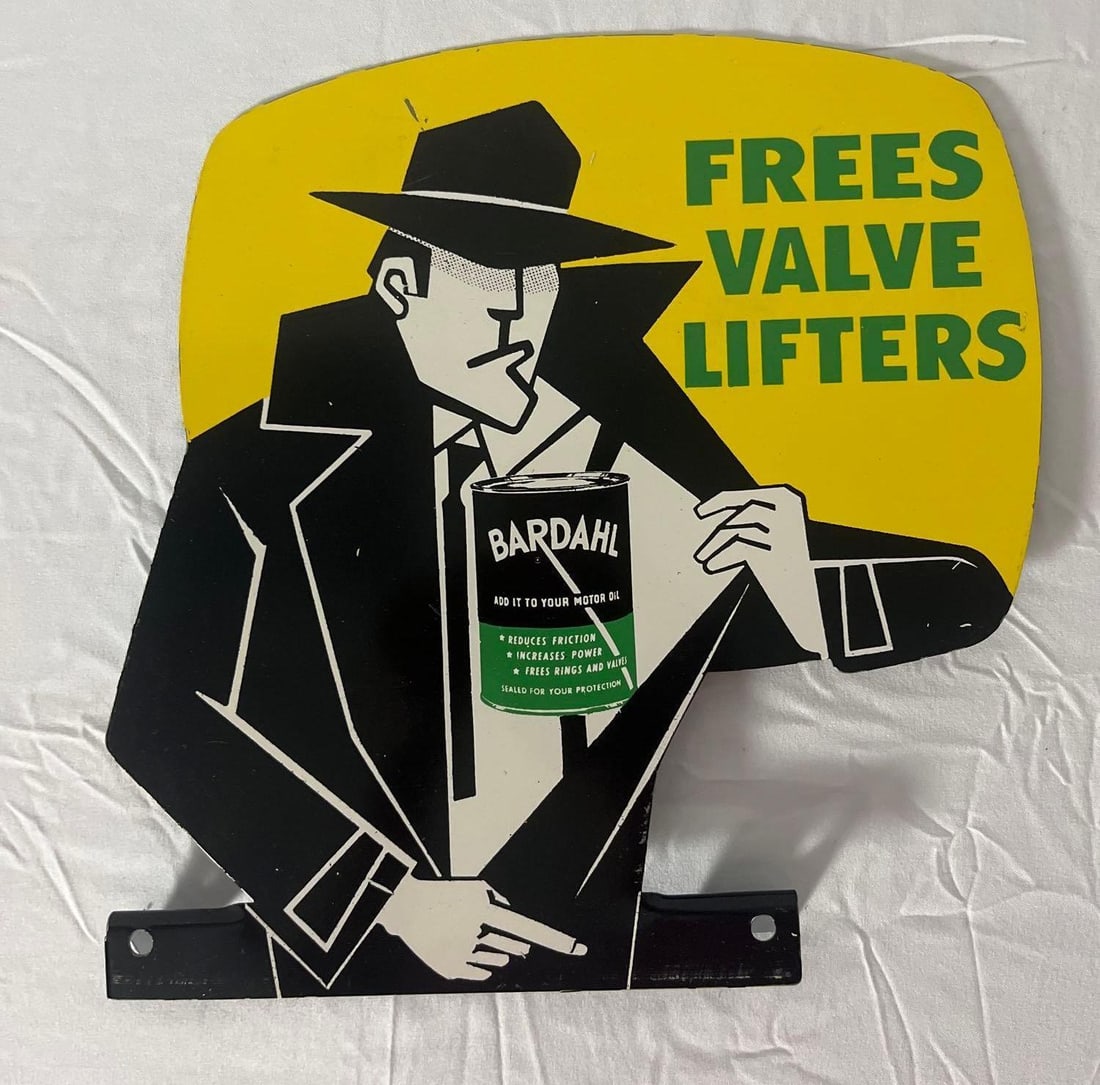 FREES
VALVE
LIFTERS
BARDAHL
ADD IT TO YOUR MOTOR OIL
* REDUCES FRICTION
* INCREASES POWER
* FREES RINGS AND VALVES
SEALED FOR YOUR PROTECTION